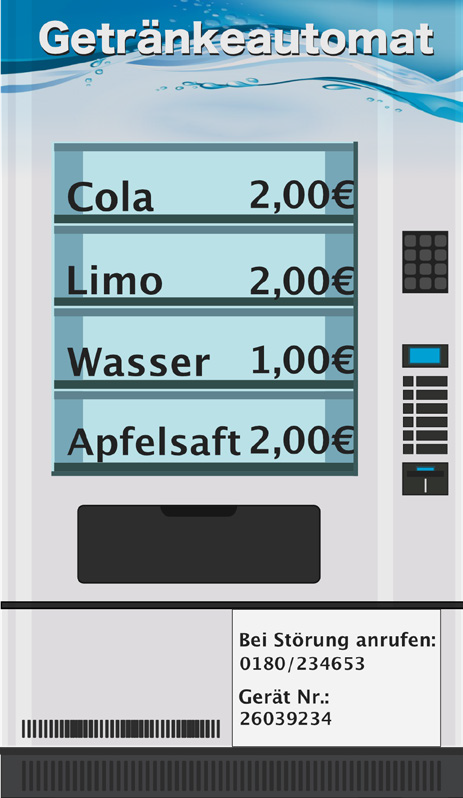 Getränkeautomat
Cola 2,00€
Limo 2,00€
Wasser 1,00€
Apfelsaft 2,00€
Bei Störung anrufen:
0180/234653
Gerät Nr.:
26039234